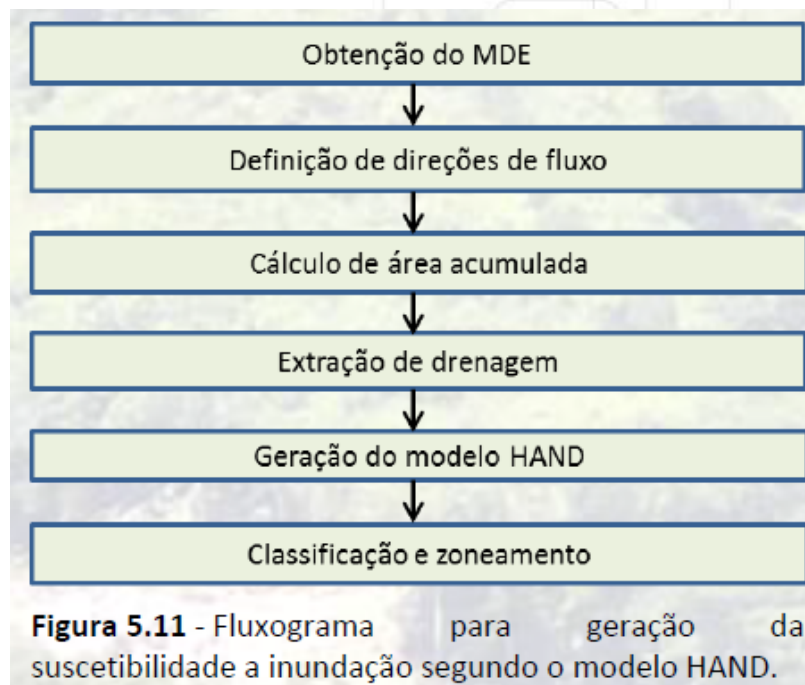 Obtenção do MDE
Definição de direções de fluxo
Cálculo de área acumulada
Extração de drenagem
Geração do modelo HAND
Classificação e zoneamento
Figura 5.11 - Fluxograma para geração da
suscetibilidade a inundação segundo o modelo HAND.